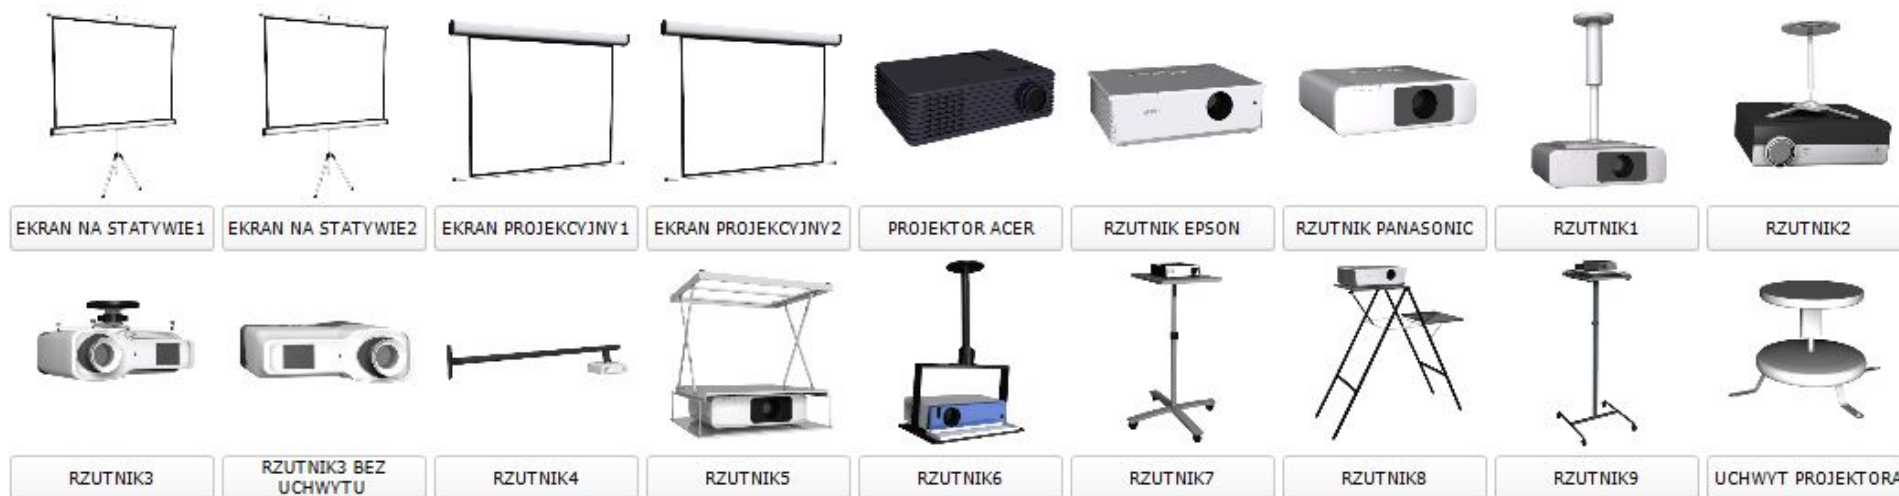 EKRAN NA STATYWIE1
EKRAN NA STATYWIE2
EKRAN PROJEKCYJNY1
EKRAN PROJEKCYJNY2
PROJEKTOR ACER
RZUTNIK EPSON
RZUTNIK PANASONIC
RZUTNIK1
RZUTNIK2
RZUTNIK3
RZUTNIK3 BEZ
UCHWYTU
RZUTNIK4
RZUTNIK5
RZUTNIK6
RZUTNIK7
RZUTNIK8
RZUTNIK9
UCHWYT PROJEKTORA